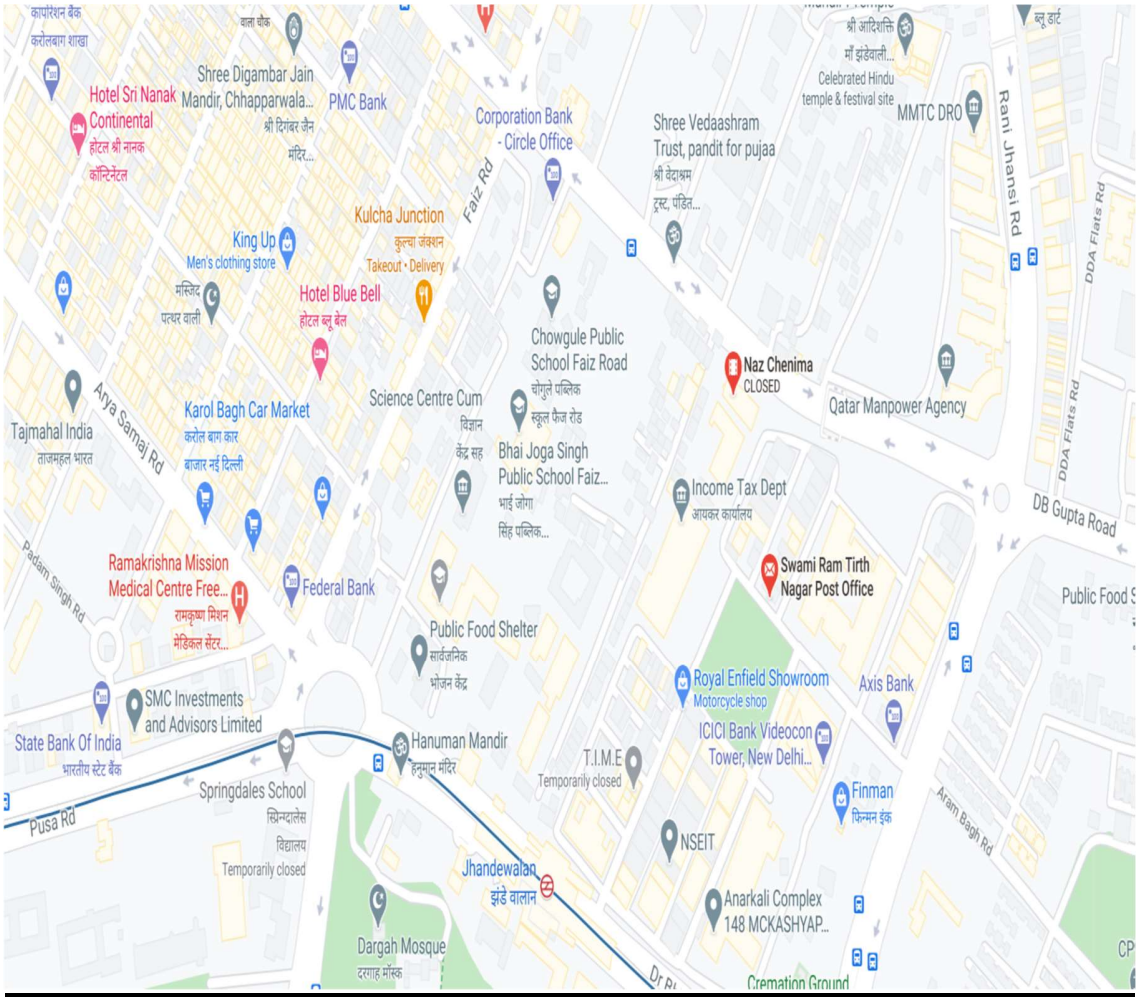 कार्पोरेशन बैंक
करोलबाग शाखा
वाला चौक
श्री आदिशक्ति
माँ झंडेवाली...
Celebrated Hindu
temple & festival site
ब्लू डार्ट
Hotel Sri Nanak
Continental
होटल श्री नानक
कॉन्टिनेंटल
Shree Digambar Jain
Mandir, Chhapparwala...
श्री दिगंबर जैन
मंदिर...
PMC Bank
Corporation Bank
- Circle Office
Faiz Rd
Shree Vedaashram
Trust, pandit for pujaa
श्री वेदाश्रम
ट्रस्ट, पंडित...
MMTC DRO
Rani Jhansi Rd
DDA Flats Rd
King Up
Men's clothing store
मस्जिद
पत्थर वाली
Kulcha Junction
कुल्चा जंक्शन
Takeout • Delivery
Hotel Blue Bell
होटल ब्लू बेल
Chowgule Public
School Faiz Road
चोगुले पब्लिक
स्कूल फैज रोड
Naz Chenima
CLOSED
Qatar Manpower Agency
DDA Flats Rd
Tajmahal India
ताजमहल भारत
Arya Samaj Rd
Karol Bagh Car Market
करोल बाग कार
बाजार नई दिल्ली
Science Centre Cum
विज्ञान
केंद्र सह
Bhai Joga Singh
Public School Faiz...
भाई जोगा
सिंह पब्लिक...
Income Tax Dept
आयकर कार्यालय
DB Gupta Road
Padam Singh Rd
Ramakrishna Mission
Medical Centre Free...
रामकृष्ण मिशन
मेडिकल सेंटर...
Federal Bank
Swami Ram Tirth
Nagar Post Office
Public Food S
Public Food Shelter
सार्वजनिक
भोजन केंद्र
SMC Investments
and Advisors Limited
State Bank Of India
भारतीय स्टेट बैंक
Royal Enfield Showroom
Motorcycle shop
Axis Bank
ICICI Bank Videocon
Tower, New Delhi...
Hanuman Mandir
हनुमान मंदिर
T.I.M.E
Temporarily closed
Springdales School
स्प्रिन्गदालेस
विद्यालय
Temporarily closed
Pusa Rd
Finman
फिन्मन इंक
Aram Bagh Rd
NSEIT
Jhandewalan
झंडे वालान
Anarkali Complex
148 MCKASHYAP...
Dargah Mosque
दरगाह मॉस्क
Cremation Ground
CP